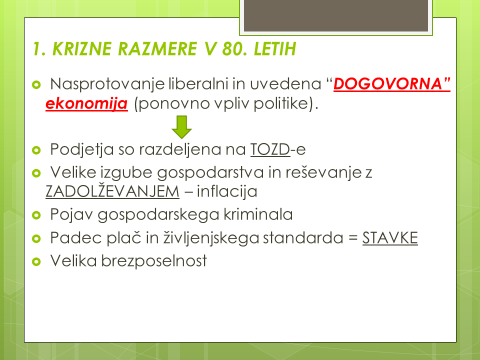 1. KRIZNE RAZMERE V 80. LETIH
Nasprotovanje liberalni in uvedena “DOGOVORNA”
ekonomija (ponovno vpliv politike).
Podjetja so razdeljena na TOZD-e
Velike izgube gospodarstva in reševanje z
ZADOLŽEVANJEM – inflacija
Pojav gospodarskega kriminala
Padec plač in življenjskega standarda = STAVKE
Velika brezposelnost